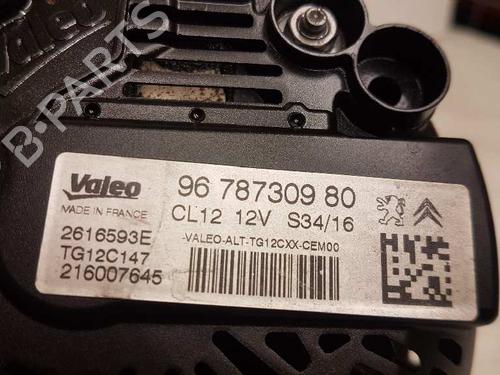 Valeo
B-PARTS
Valeo
MADE IN FRANCE
96 787309 80
CL12 12V S34/16
2616593E
TG12C147
216007645
-VALEO-ALT-TG12CXX-CEM00